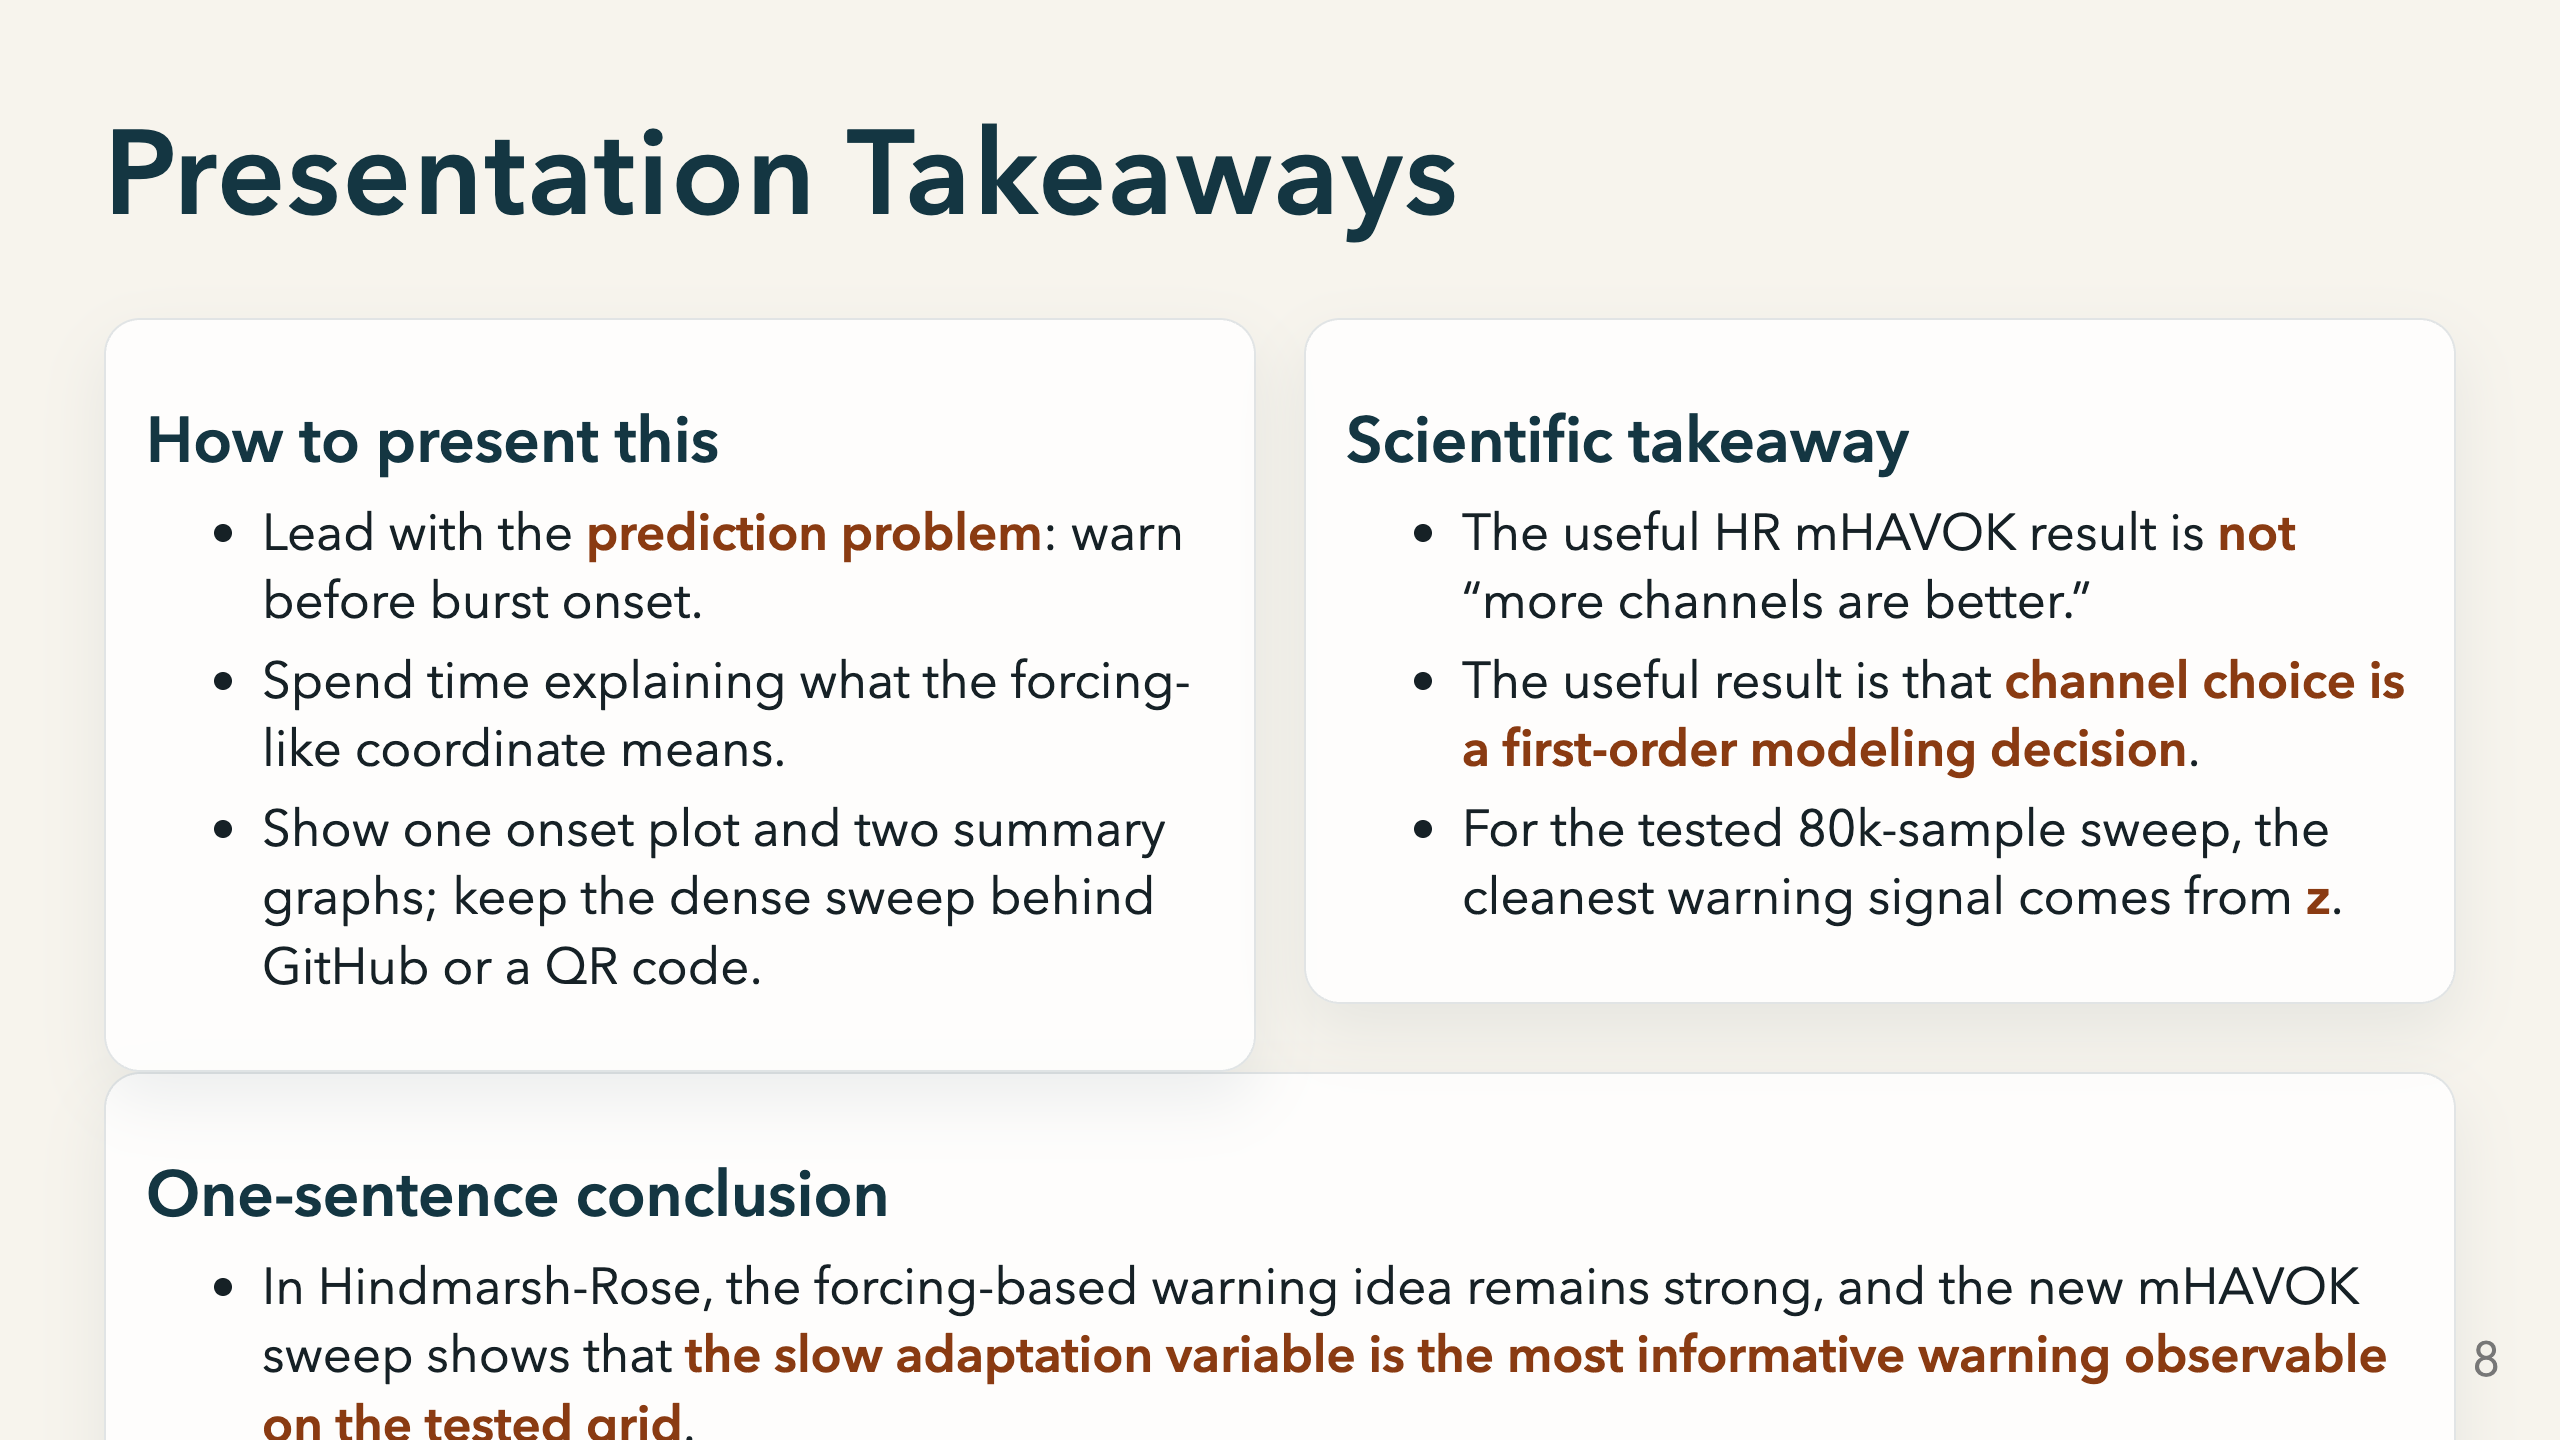 Presentation Takeaways
How to present this
• Lead with the prediction problem: warn
before burst onset.
• Spend time explaining what the forcing-
like coordinate means.
• Show one onset plot and two summary
graphs; keep the dense sweep behind
GitHub or a QR code.
Scientific takeaway
• The useful HR mHAVOK result is not
“more channels are better.”
• The useful result is that channel choice is
a first-order modeling decision.
• For the tested 80k-sample sweep, the
cleanest warning signal comes from z.
One-sentence conclusion
• In Hindmarsh-Rose, the forcing-based warning idea remains strong, and the new mHAVOK
sweep shows that the slow adaptation variable is the most informative warning observable
on the tested grid.
8